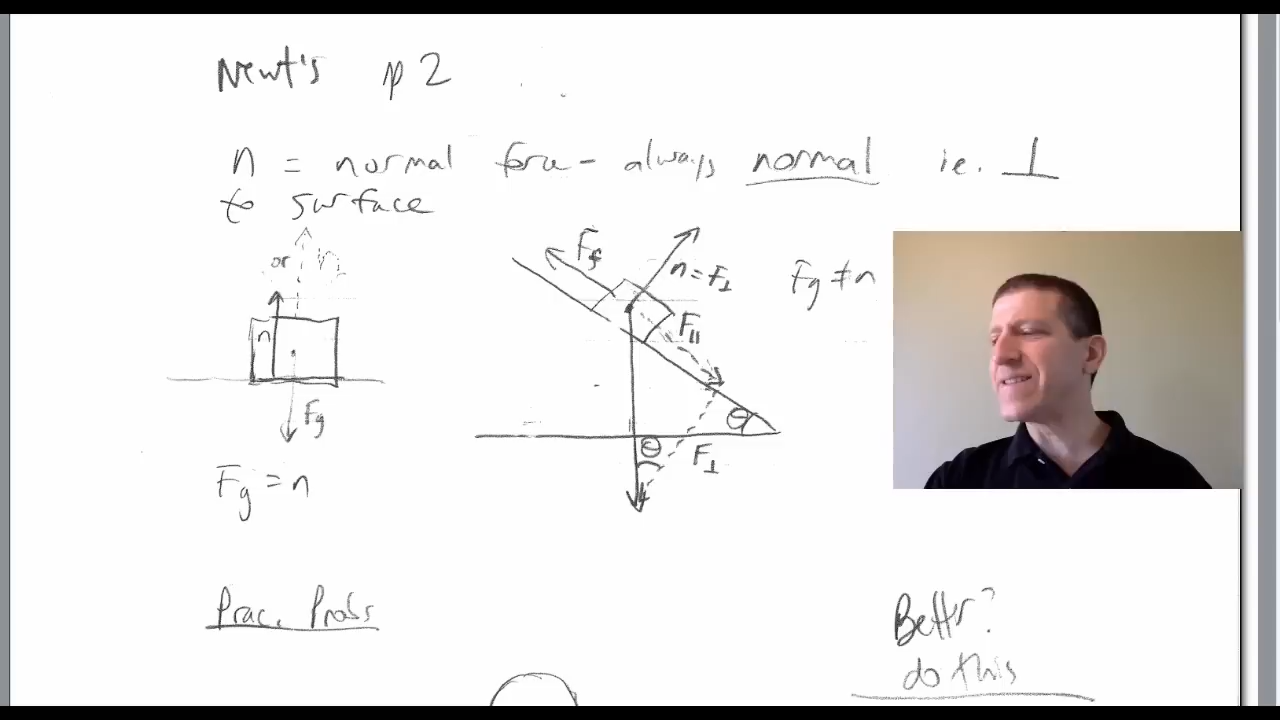 Newt's p 2
n = normal force - always normal ie. ⊥
to surface
or n
n
Fg
Fg = n
Ff
n = F⊥
F||
θ
θ
F⊥
Fg ≠ n
Prac. Probs
Better?
do this